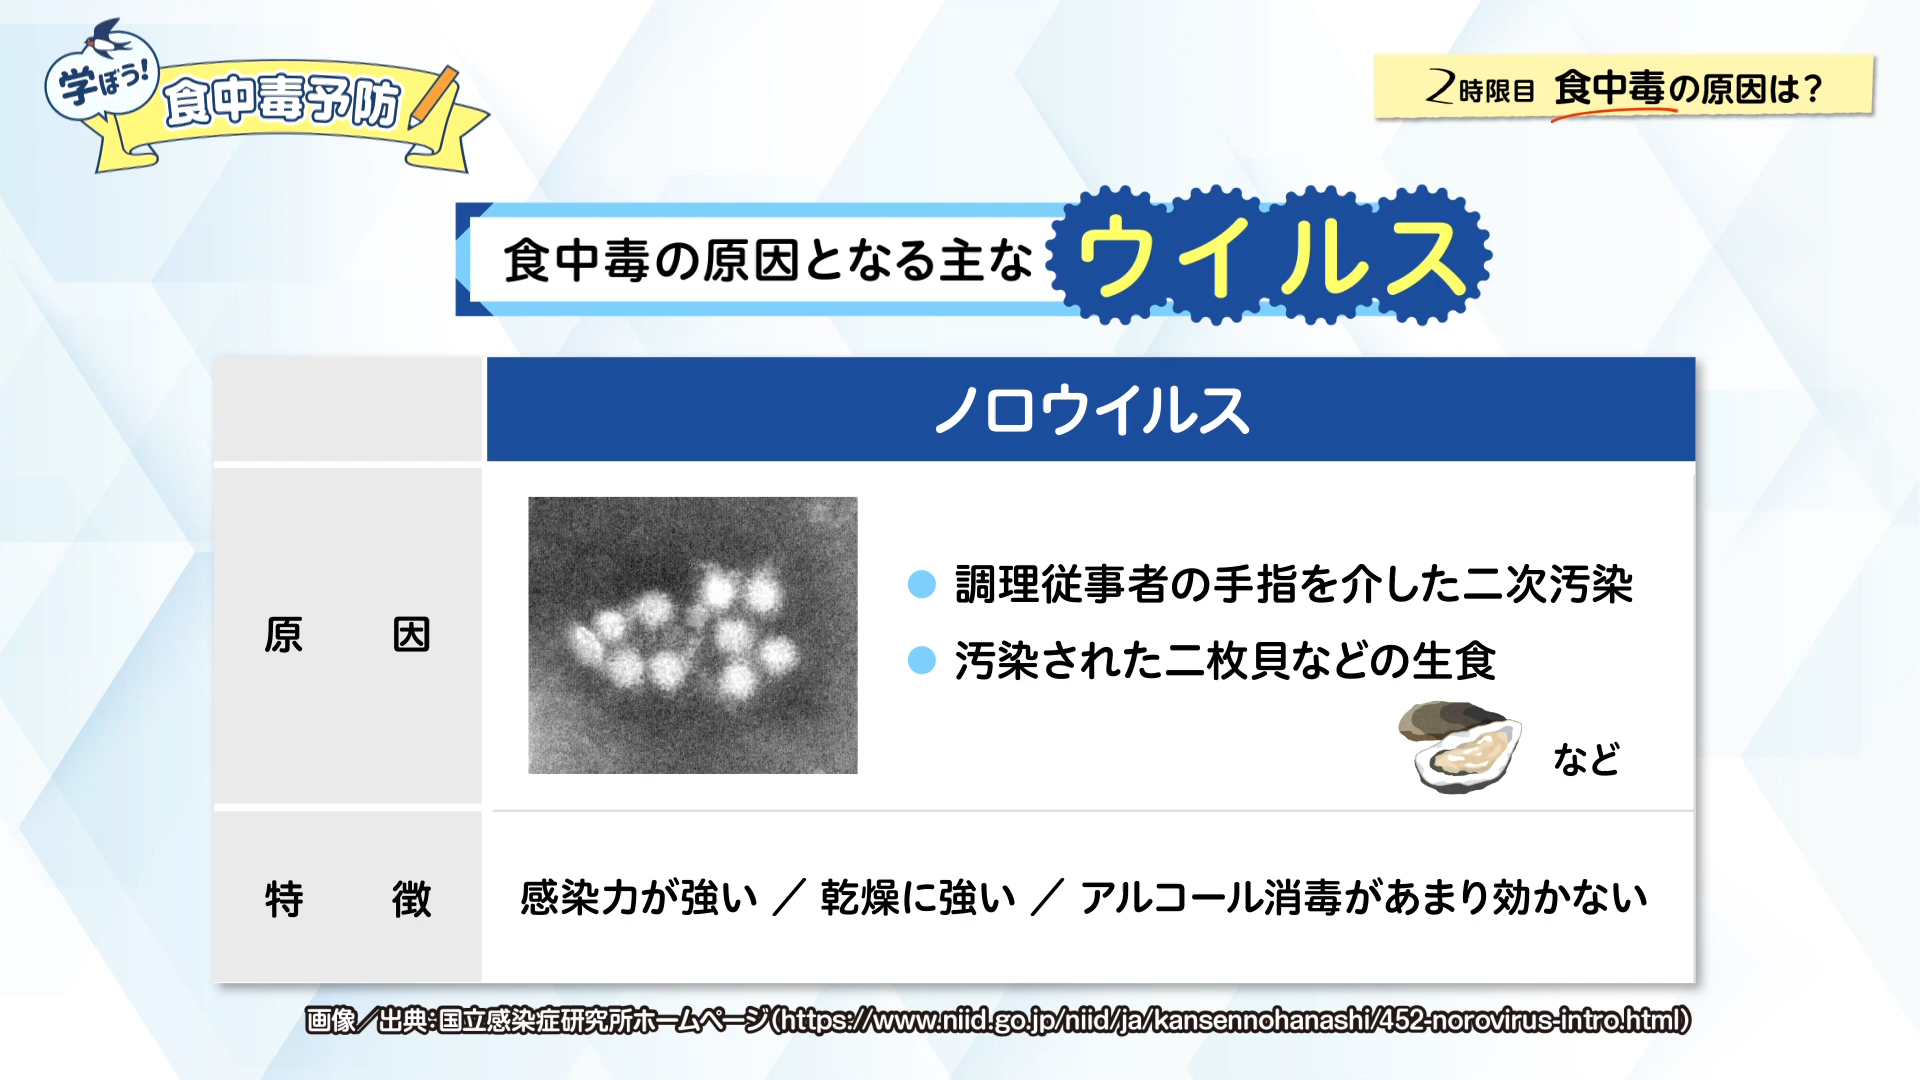 学ぼう!
食中毒予防
2時限目 食中毒の原因は?
食中毒の原因となる主なウイルス
ノロウイルス
原因
調理従事者の手指を介した二次汚染
汚染された二枚貝などの生食
など
特徴
感染力が強い / 乾燥に強い / アルコール消毒があまり効かない
画像/出典:国立感染症研究所ホームページ(https://www.niid.go.jp/niid/ja/kansennohanashi/452-norovirus-intro.html)